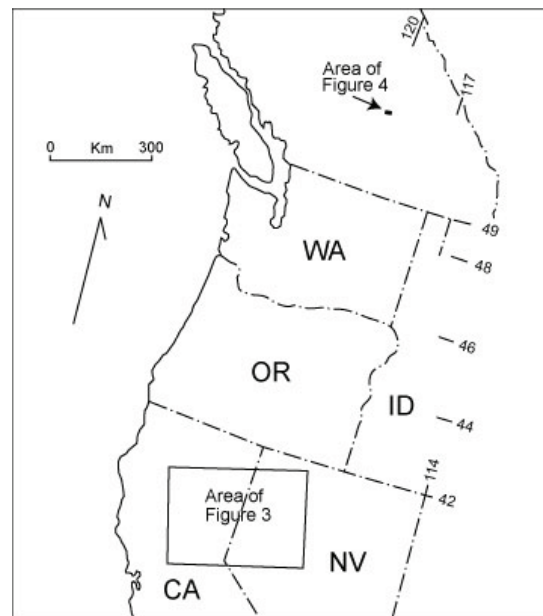 120
117
Area of
Figure 4
0
300
Km
N
49
WA
48
46
OR
ID
44
114
42
Area of
Figure 3
NV
CA